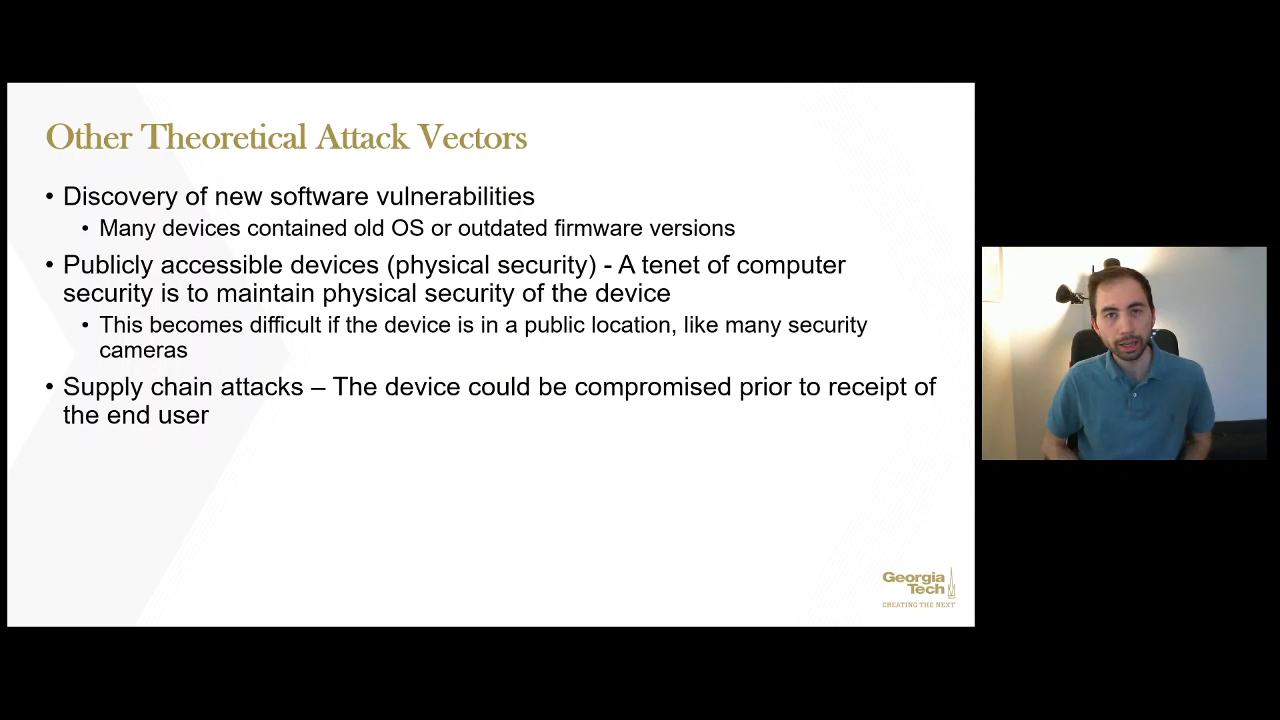 Other Theoretical Attack Vectors
• Discovery of new software vulnerabilities
• Many devices contained old OS or outdated firmware versions
• Publicly accessible devices (physical security) - A tenet of computer
security is to maintain physical security of the device
• This becomes difficult if the device is in a public location, like many security
cameras
• Supply chain attacks – The device could be compromised prior to receipt of
the end user
Georgia
Tech
CREATING THE NEXT